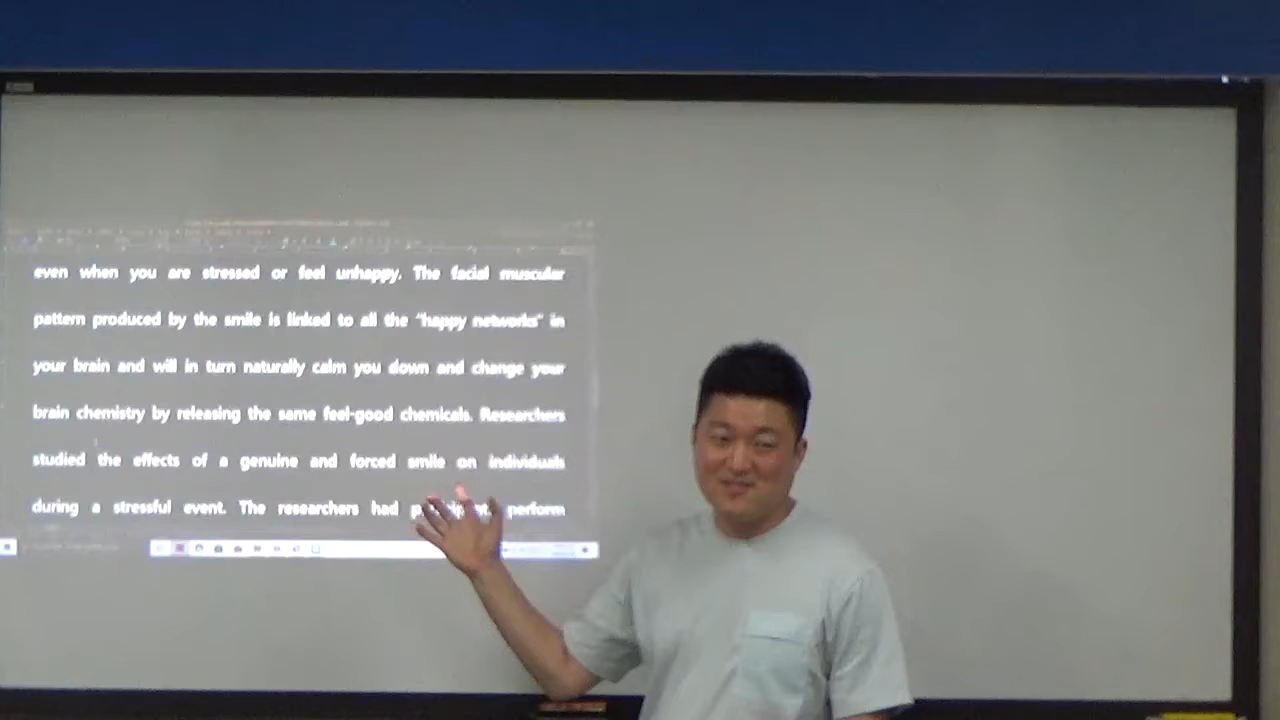 even when you are stressed or feel unhappy. The facial muscular
pattern produced by the smile is linked to all the "happy networks" in
your brain and will in turn naturally calm you down and change your
brain chemistry by releasing the same feel-good chemicals. Researchers
studied the effects of a genuine and forced smile on individuals
during a stressful event. The researchers had perform